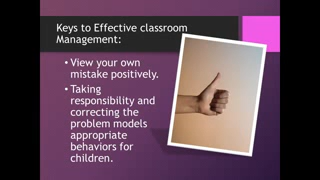 Keys to Effective classroom
Management:
• View your own
mistake positively.
• Taking
responsibility and
correcting the
problem models
appropriate
behaviors for
children.